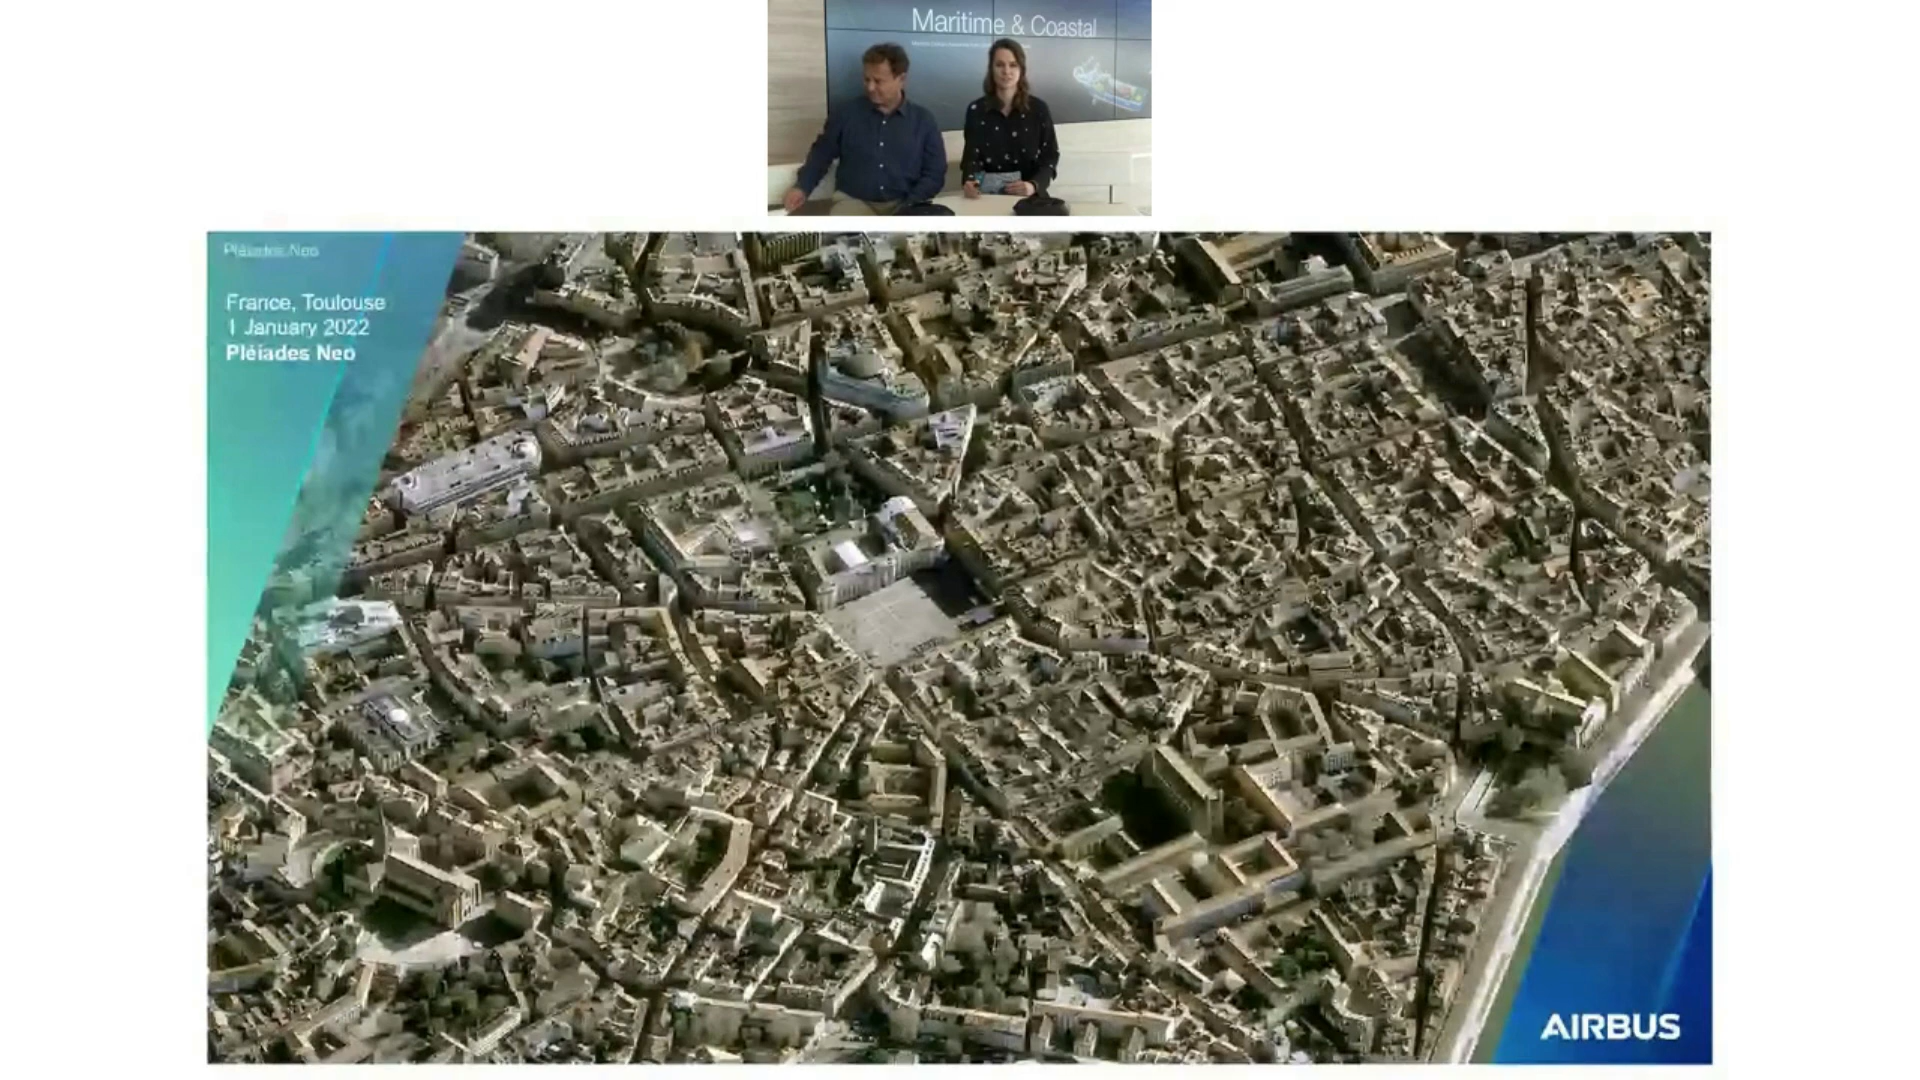 Maritime & Coastal
Pléiades Neo
France, Toulouse
1 January 2022
Pléiades Neo
AIRBUS